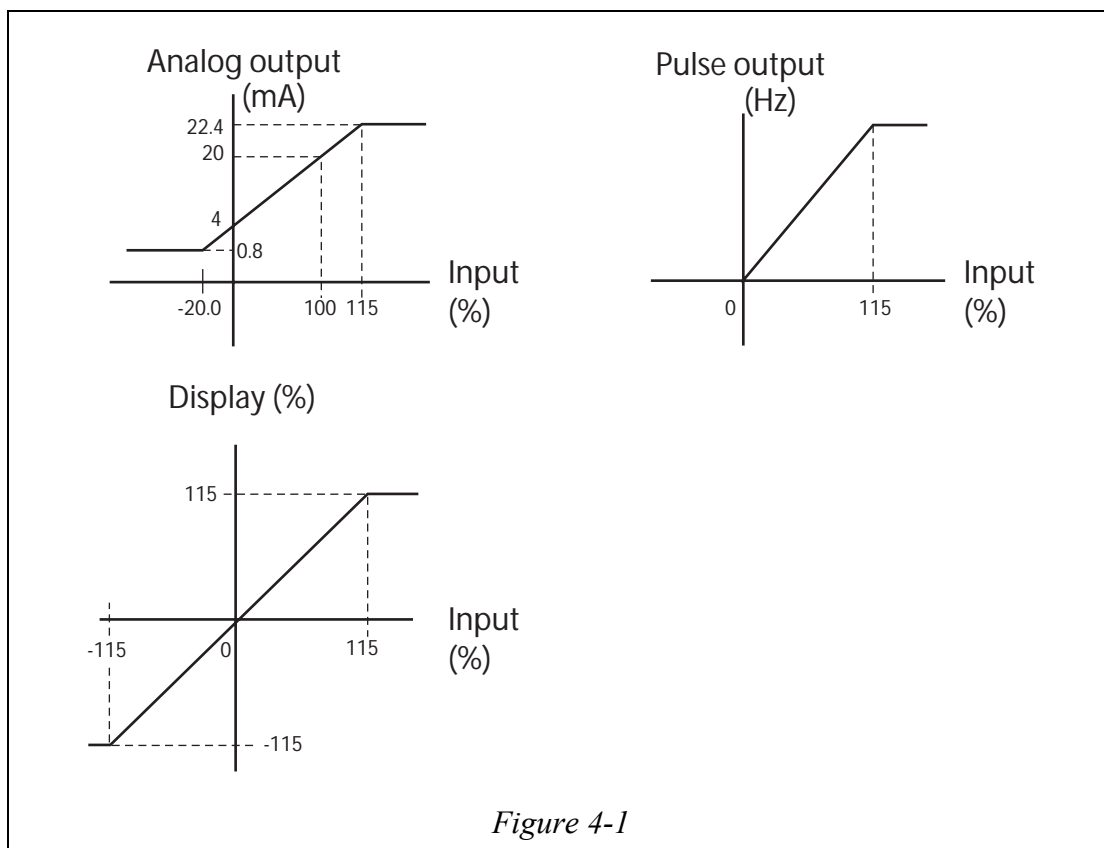 Analog output
(mA)
22.4
20
4
0.8
-20.0
100
115
Input
(%)
Pulse output
(Hz)
0
115
Input
(%)
Display (%)
115
-115
0
115
Input
(%)
-115
Figure 4-1